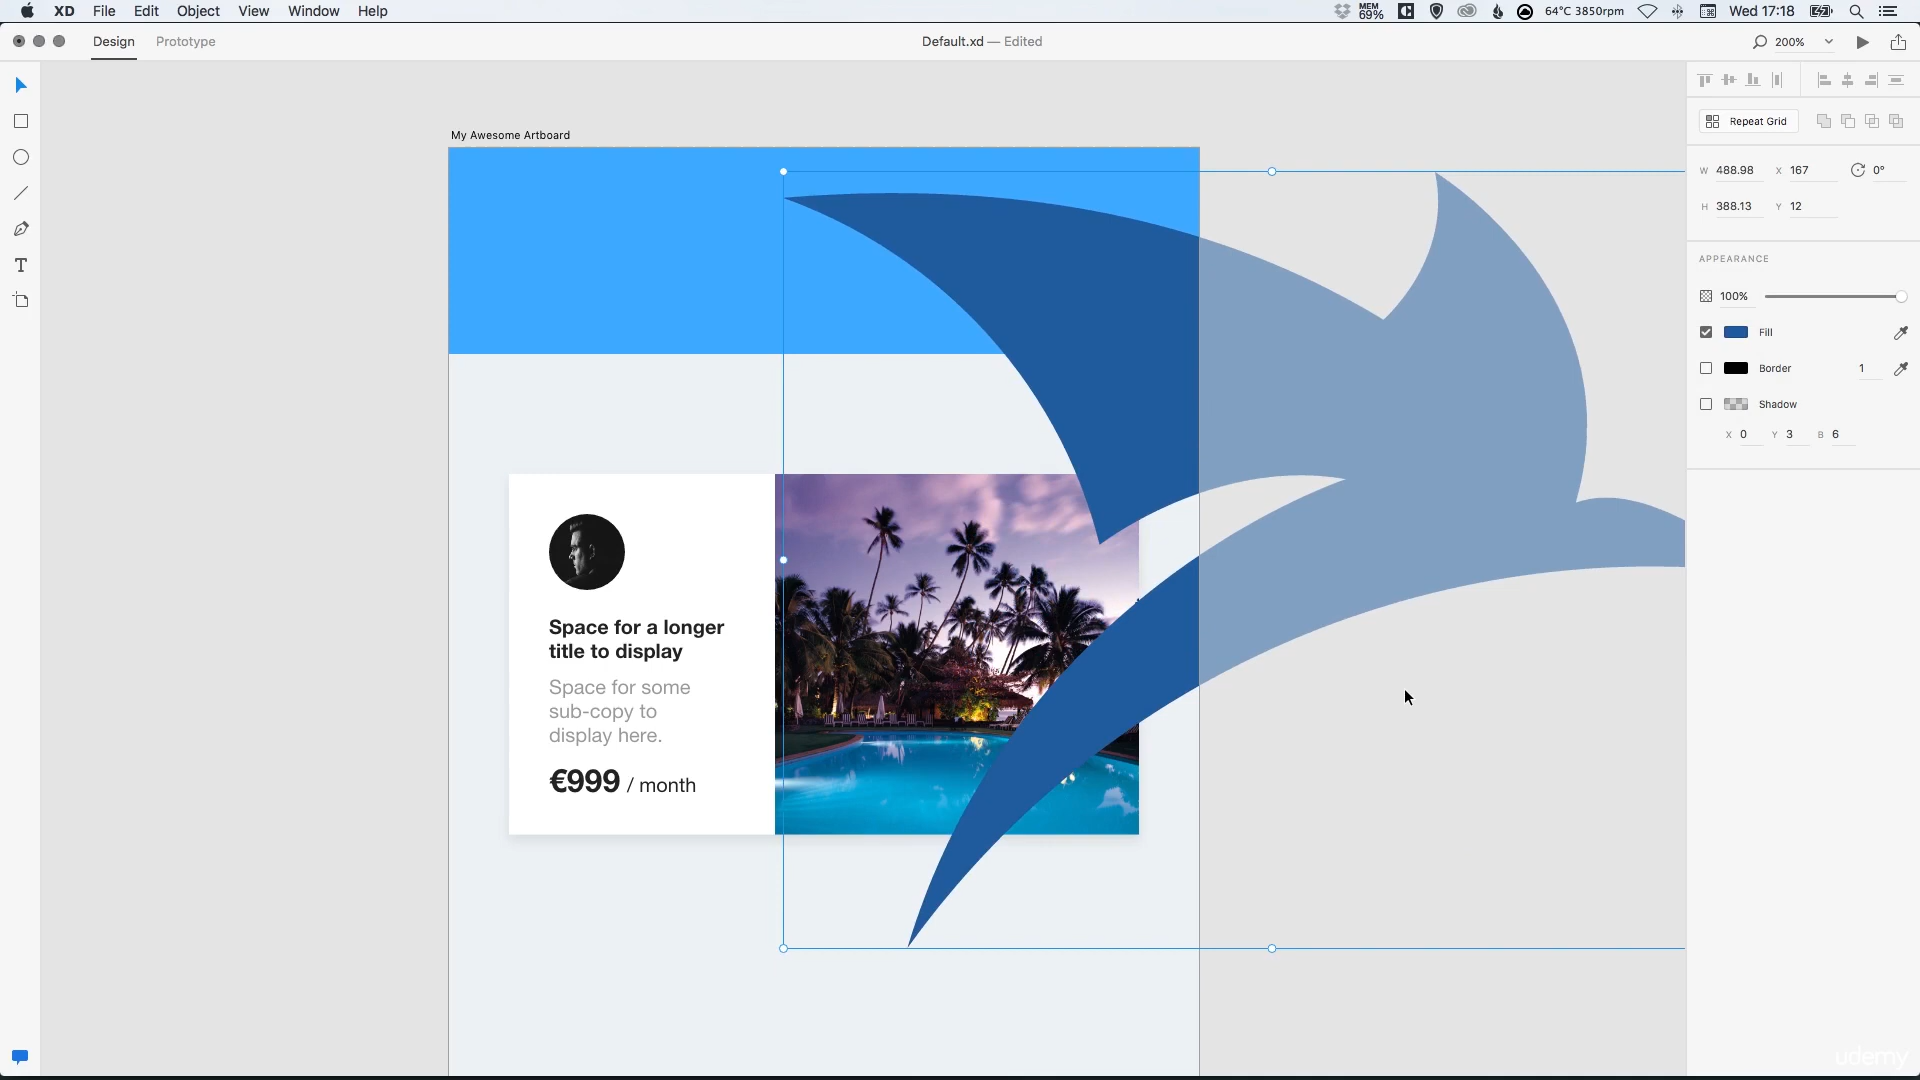 XD File Edit Object View Window Help
MEM
69%
64°C 3850rpm
Wed 17:18
Design Prototype
Default.xd — Edited
200%
My Awesome Artboard
Repeat Grid
W 488.98 X 167 0°
H 388.13 Y 12
APPEARANCE
100%
Fill
Border 1
Shadow
X 0 Y 3 B 6
Space for a longer
title to display
Space for some
sub-copy to
display here.
€999 / month
udemy